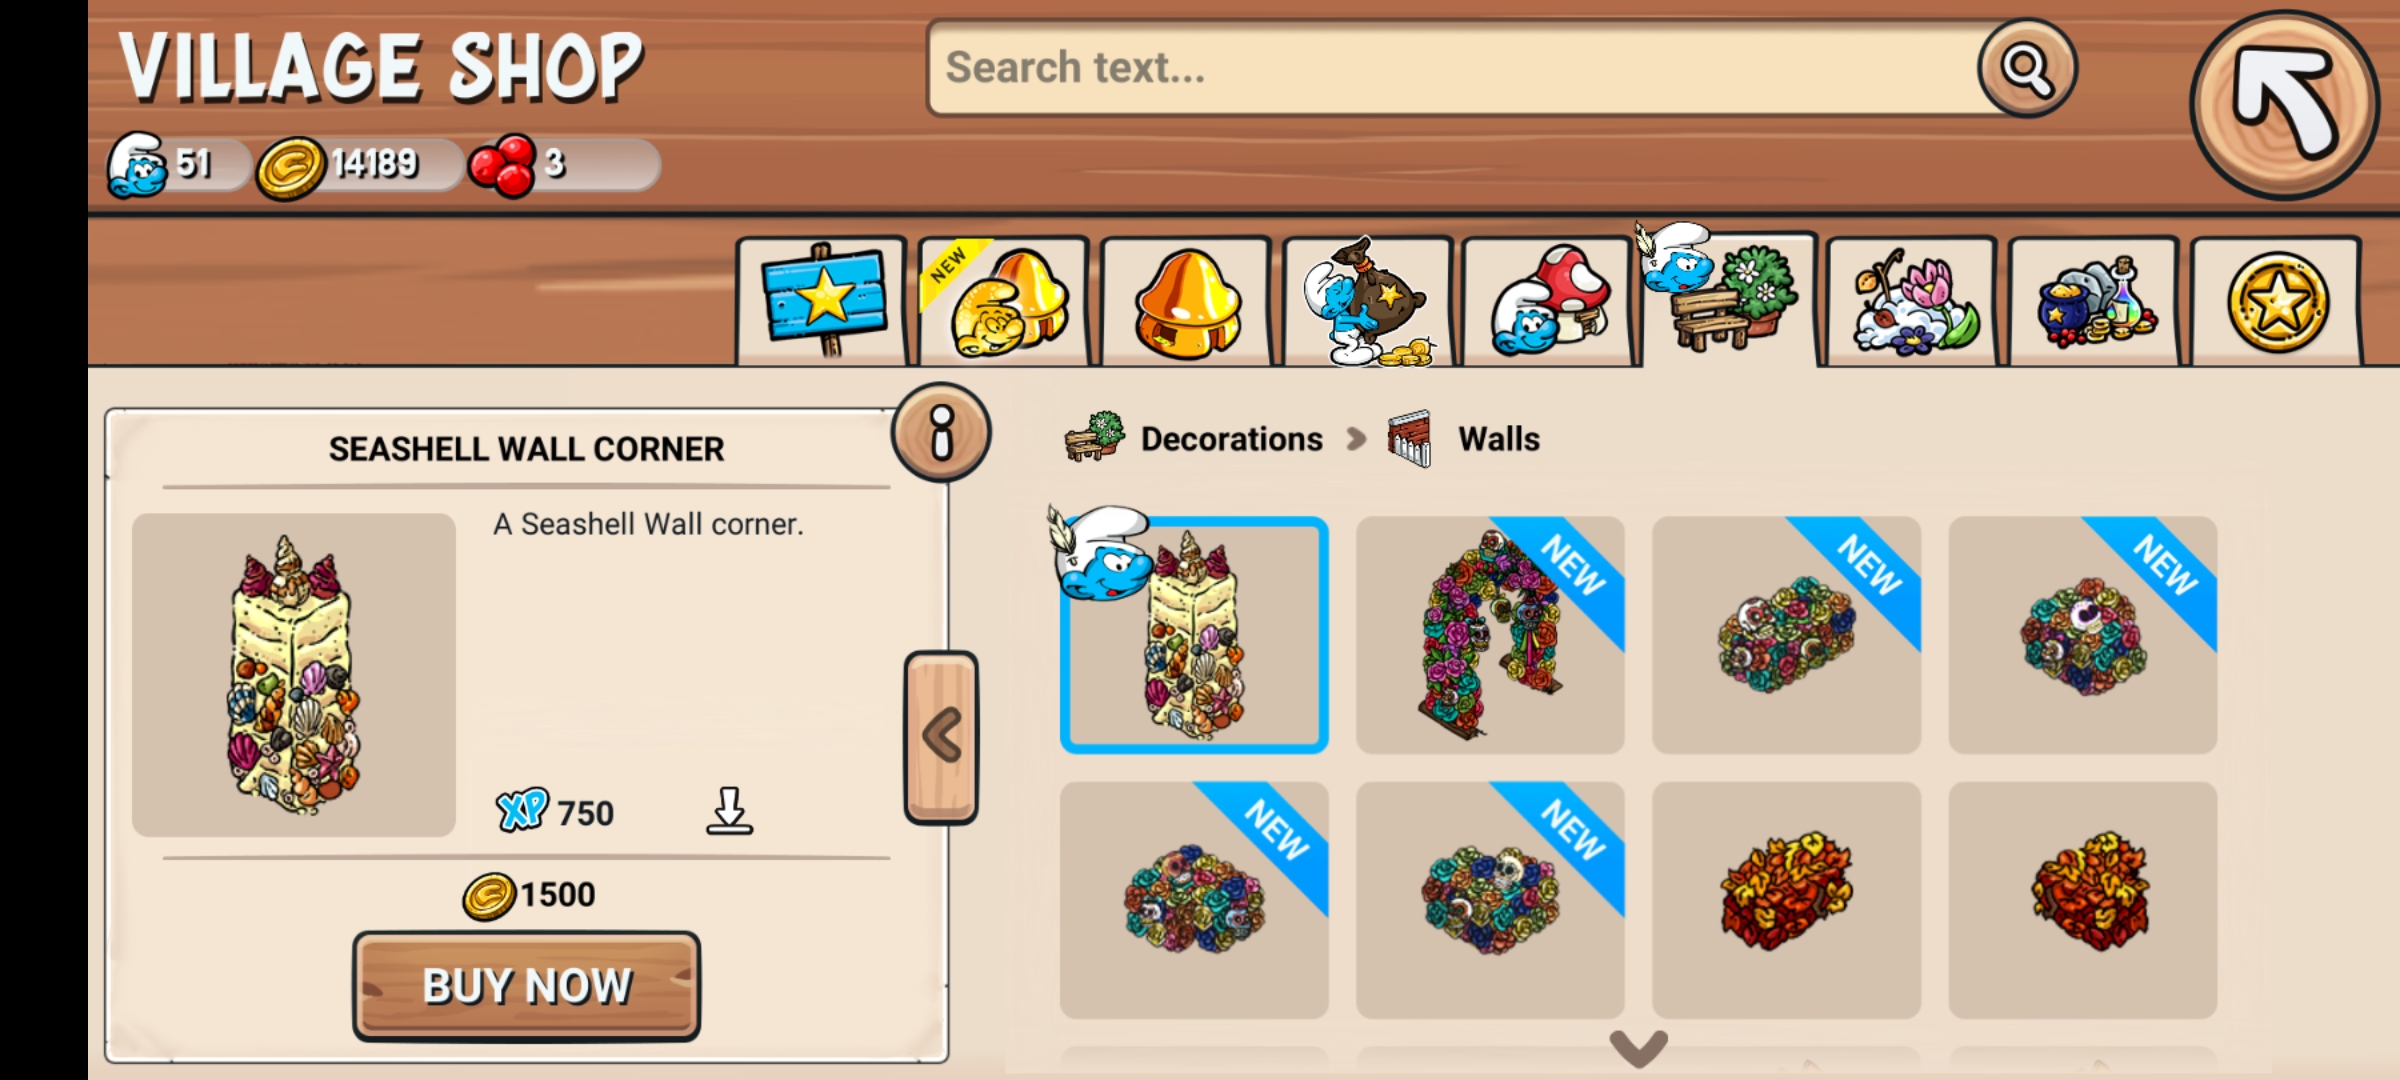 VILLAGE SHOP
Search text...
51
14189
3
NEW
SEASHELL WALL CORNER
A Seashell Wall corner.
XP 750
1500
BUY NOW
Decorations > Walls
NEW
NEW
NEW
NEW
NEW